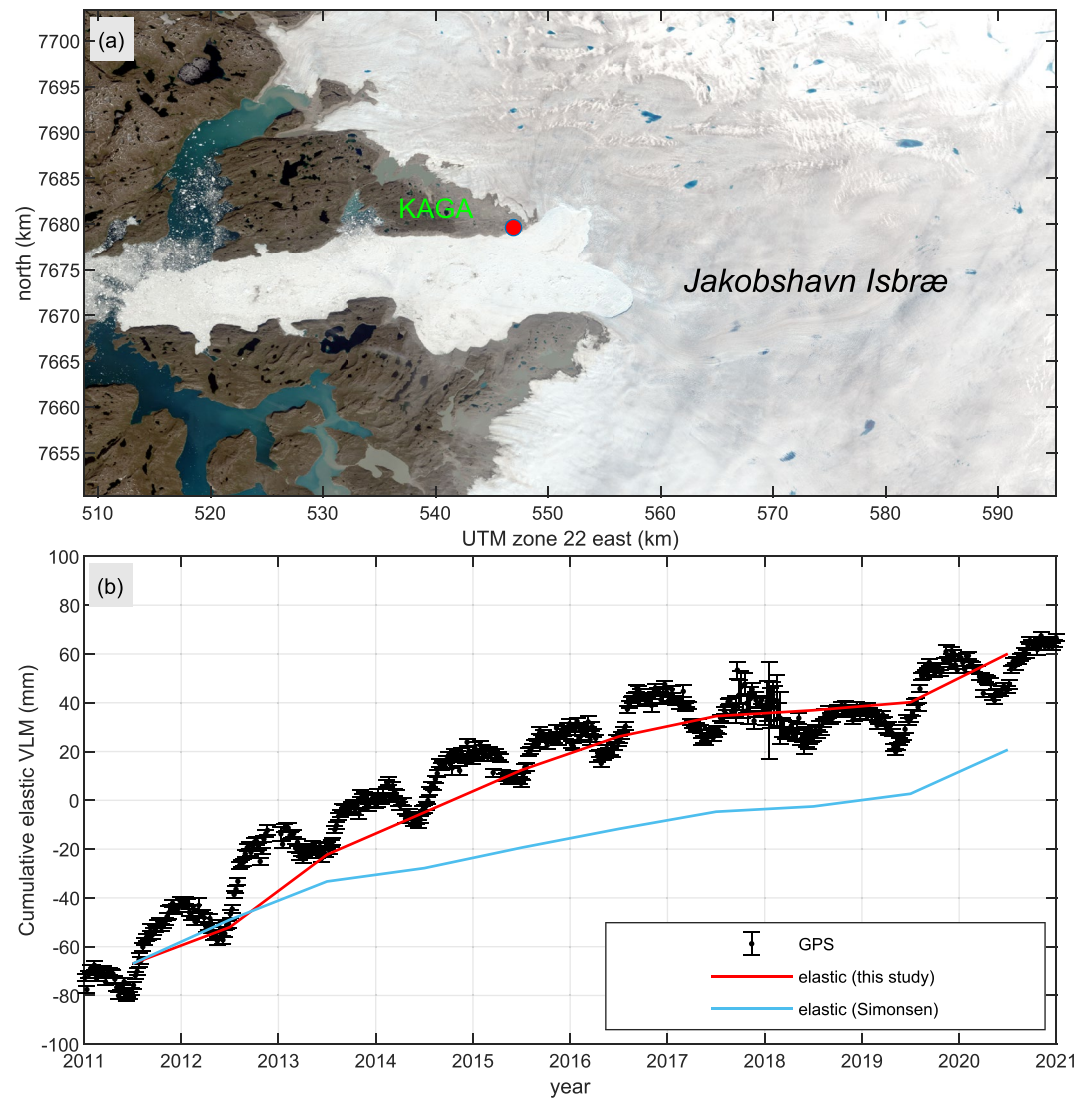 (a)
7700
7695
7690
7685
7680
7675
7670
7665
7660
7655
north (km)
KAGA
Jakobshavn Isbræ
510 520 530 540 550 560 570 580 590
UTM zone 22 east (km)
(b)
100
80
60
40
20
0
-20
-40
-60
-80
-100
Cumulative elastic VLM (mm)
GPS
elastic (this study)
elastic (Simonsen)
2011 2012 2013 2014 2015 2016 2017 2018 2019 2020 2021
year